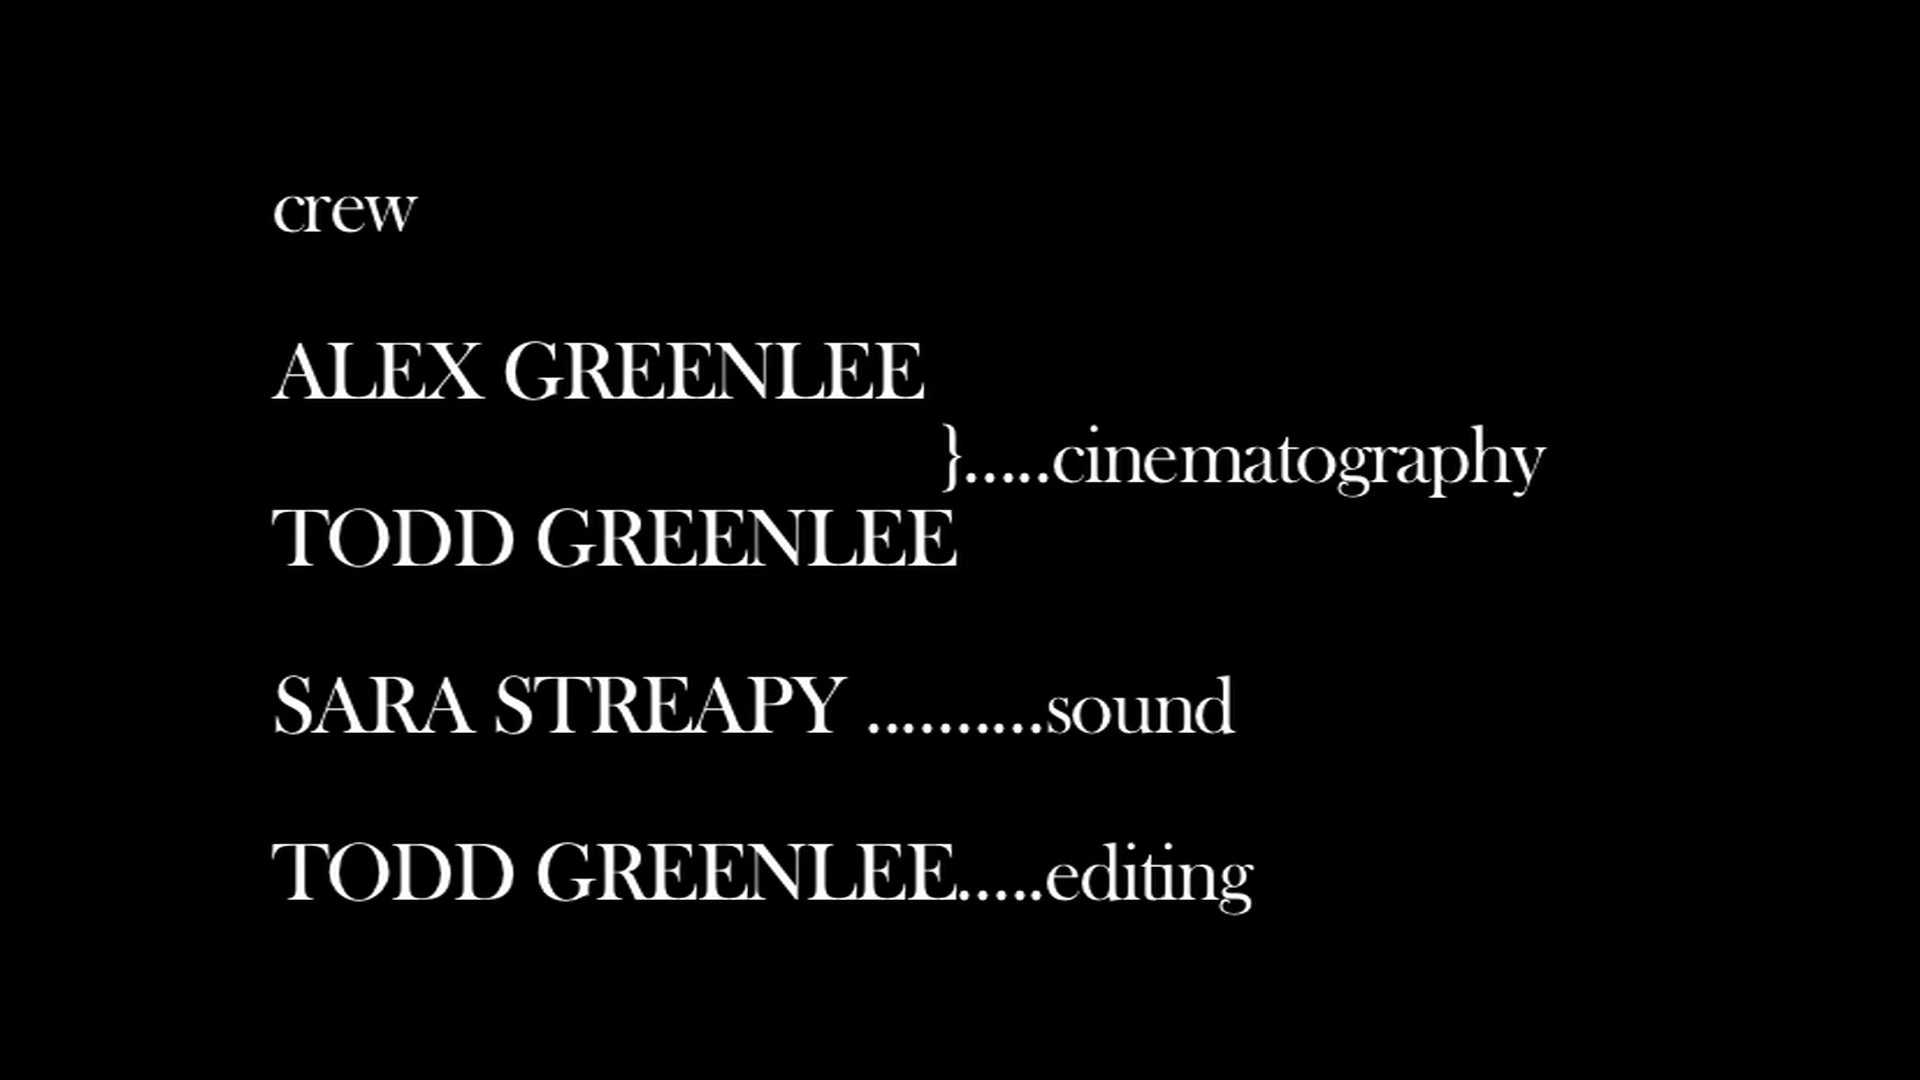 crew
ALEX GREENLEE
}.....cinematography
TODD GREENLEE
SARA STREAPY ..........sound
TODD GREENLEE.....editing